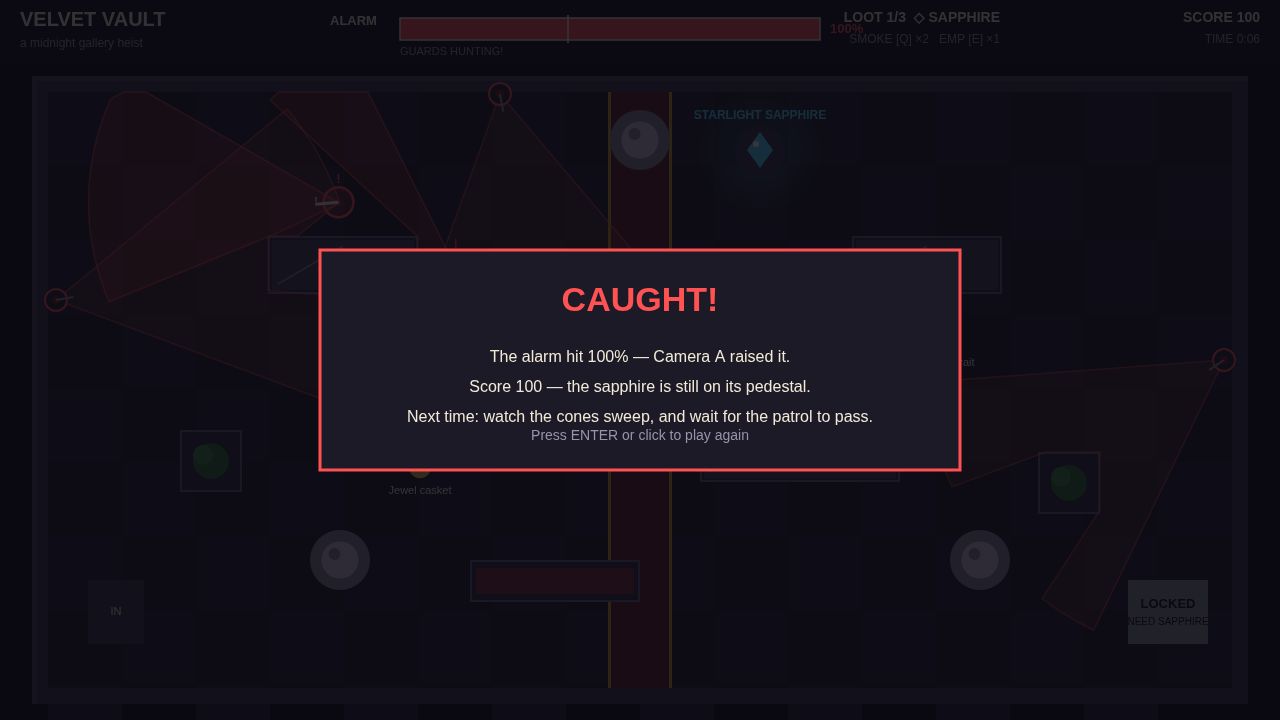 VELVET VAULT
a midnight gallery heist
ALARM
100%
GUARDS HUNTING!
LOOT 1/3 ◇ SAPPHIRE
SMOKE [Q] ×2 EMP [E] ×1
SCORE 100
TIME 0:06
STARLIGHT SAPPHIRE
!
!
CAUGHT!
The alarm hit 100% — Camera A raised it.
Score 100 — the sapphire is still on its pedestal.
Next time: watch the cones sweep, and wait for the patrol to pass.
Press ENTER or click to play again
Jewel casket
IN
LOCKED
NEED SAPPHIRE